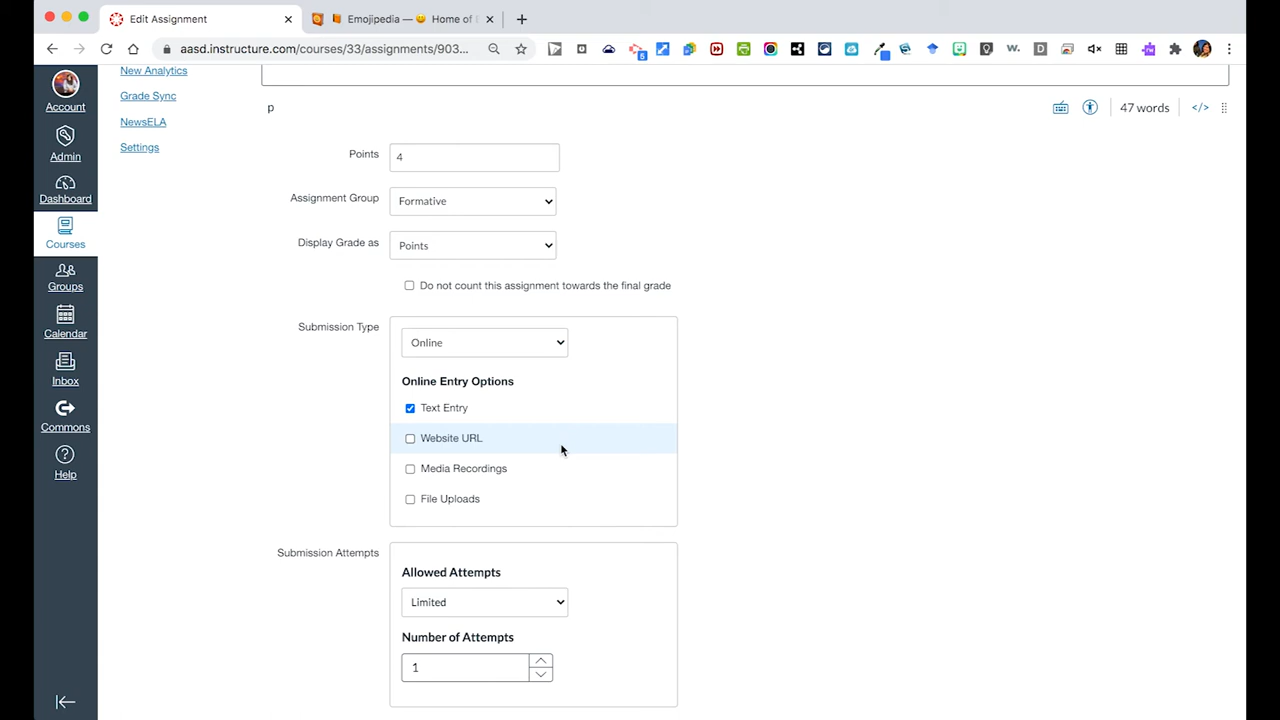 Edit Assignment
Emojipedia — 😀 Home of
aasd.instructure.com/courses/33/assignments/903...
5
W.
D
Account
Admin
Dashboard
Courses
Groups
Calendar
Inbox
Commons
Help
New Analytics
Grade Sync
NewsELA
Settings
p
47 words
</>
Points
4
Assignment Group
Formative
Display Grade as
Points
Do not count this assignment towards the final grade
Submission Type
Online
Online Entry Options
Text Entry
Website URL
Media Recordings
File Uploads
Submission Attempts
Allowed Attempts
Limited
Number of Attempts
1